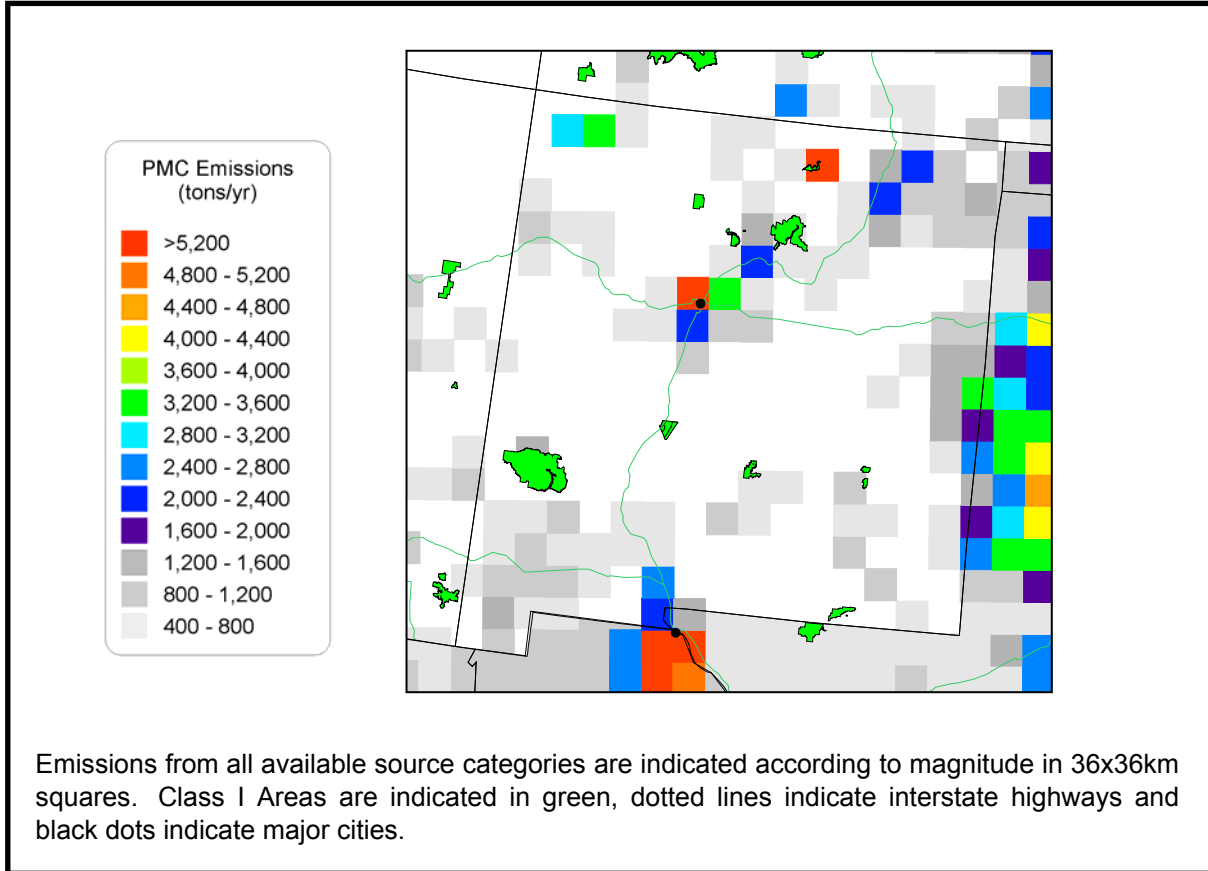 PMC Emissions
(tons/yr)
>5,200
4,800 - 5,200
4,400 - 4,800
4,000 - 4,400
3,600 - 4,000
3,200 - 3,600
2,800 - 3,200
2,400 - 2,800
2,000 - 2,400
1,600 - 2,000
1,200 - 1,600
800 - 1,200
400 - 800
Emissions from all available source categories are indicated according to magnitude in 36x36km
squares. Class I Areas are indicated in green, dotted lines indicate interstate highways and
black dots indicate major cities.